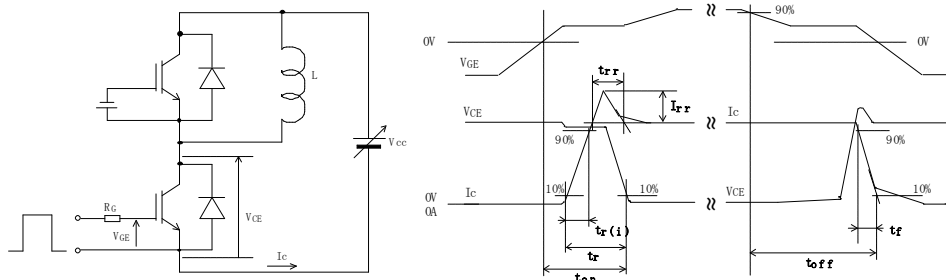 L
Vcc
RG
VGE
VCE
Ic
0V
VGE
90%
0V
trr
Irr
VCE
Ic
90%
90%
Ic
10%
10%
VCE
10%
0V
0A
tr(i)
tf
tr
toff
ton